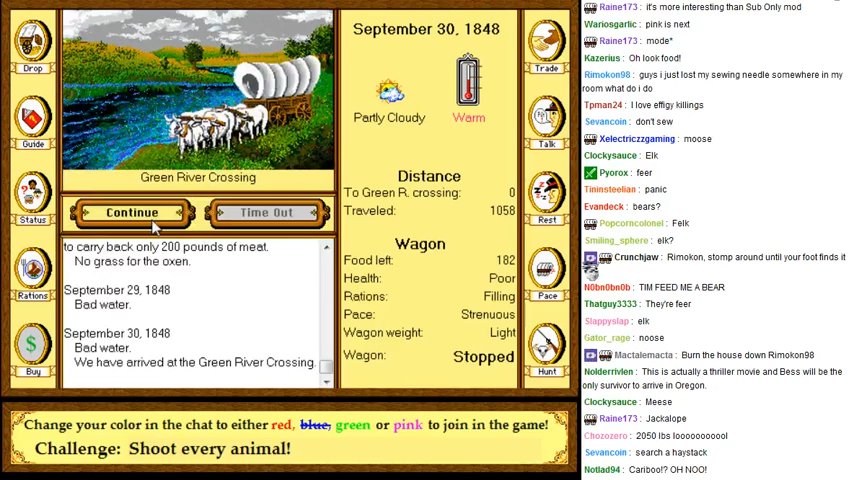 Drop
Guide
Status
Rations
$
Buy
Green River Crossing
Continue
Time Out
to carry back only 200 pounds of meat.
No grass for the oxen.
September 29, 1848
Bad water.
September 30, 1848
Bad water.
We have arrived at the Green River Crossing.
September 30, 1848
Partly Cloudy
Warm
Distance
To Green R. crossing: 0
Traveled: 1058
Wagon
Food left: 182
Health: Poor
Rations: Filling
Pace: Strenuous
Wagon weight: Light
Wagon: Stopped
Trade
Talk
Rest
Pace
Hunt
Change your color in the chat to either red, blue, green or pink to join in the game!
Challenge: Shoot every animal!
Raine173 : it's more interesting than Sub Only mod
Wariosgarlic : pink is next
Raine173 : mode*
Kazerius : Oh look food!
Rimokon98 : guys i just lost my sewing needle somewhere in my
room what do i do
Tpman24 : I love effigy killings
Sevancoin : don't sew
Xelectriczzgaming : moose
Clockysauce : Elk
Pyorox : feer
Tininsteelian : panic
Evandeck : bears?
Popcorncolonel : Felk
Smiling_sphere : elk?
Crunchjaw : Rimokon, stomp around until your foot finds it
N0bn0bn0b : TIM FEED ME A BEAR
Thatguy3333 : They're feer
Slappyslap : elk
Gator_rage : noose
Mactalemacta : Burn the house down Rimokon98
Nolderrivlen : This is actually a thriller movie and Bess will be the
only survivor to arrive in Oregon.
Clockysauce : Meese
Raine173 : Jackalope
Chozozero : 2050 lbs looooooooool
Sevancoin : search a haystack
Notlad94 : Cariboo!? OH NOO!